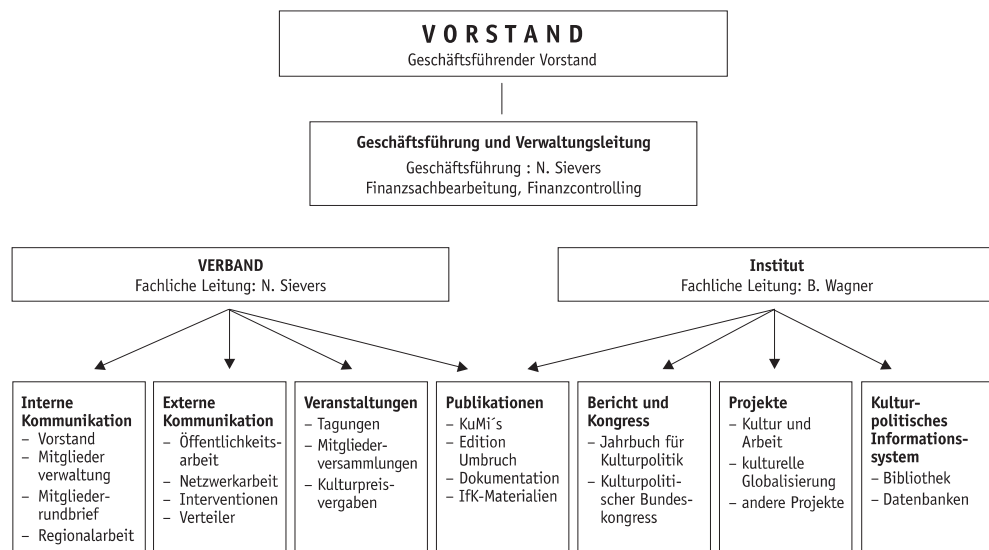 VORSTAND
Geschäftsführender Vorstand
Geschäftsführung und Verwaltungsleitung
Geschäftsführung : N. Sievers
Finanzsachbearbeitung, Finanzcontrolling
VERBAND
Fachliche Leitung: N. Sievers
Institut
Fachliche Leitung: B. Wagner
Interne
Kommunikation
– Vorstand
– Mitglieder
verwaltung
– Mitglieder-
rundbrief
– Regionalarbeit
Externe
Kommunikation
– Öffentlichkeits-
arbeit
– Netzwerkarbeit
– Interventionen
– Verteiler
Veranstaltungen
– Tagungen
– Mitglieder-
versammlungen
– Kulturpreis-
vergaben
Publikationen
– KuMi´s
– Edition
Umbruch
– Dokumentation
– IfK-Materialien
Bericht und
Kongress
– Jahrbuch für
Kulturpolitik
– Kulturpoliti-
scher Bundes-
kongress
Projekte
– Kultur und
Arbeit
– kulturelle
Globalisierung
– andere Projekte
Kultur-
politisches
Informations-
system
– Bibliothek
– Datenbanken